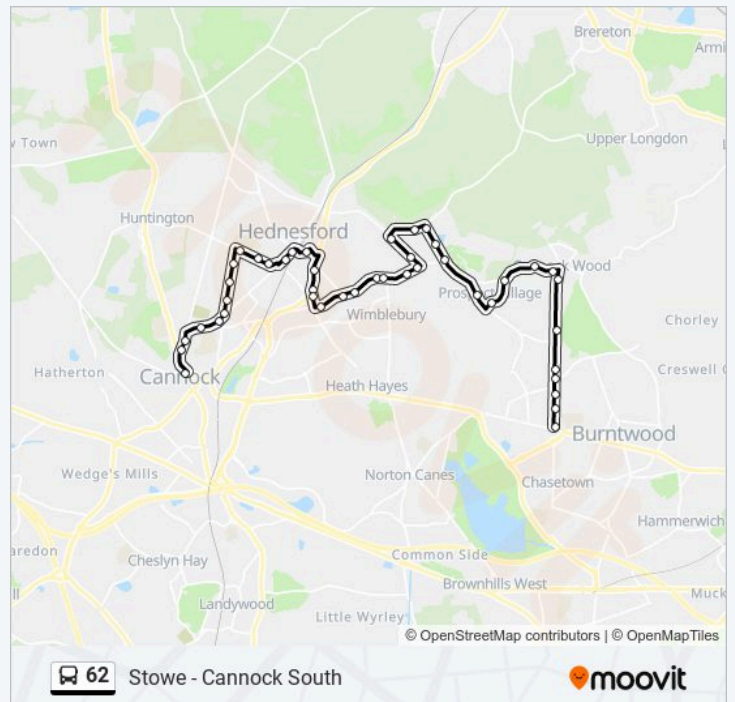 Brereton
Armi
w Town
Upper Longdon
Huntington
Hednesford
k Wood
Prospect Village
Wimblebury
Chorley
Hatherton
Cannock
Creswell G
Heath Hayes
Burntwood
Wedge's Mills
Norton Canes
Chasetown
Hammerwich
aredon
Common Side
Cheslyn Hay
Brownhills West
Muck
ll
Landywood
Little Wyrley
© OpenStreetMap contributors | © OpenMapTiles
62 Stowe - Cannock South
moovit